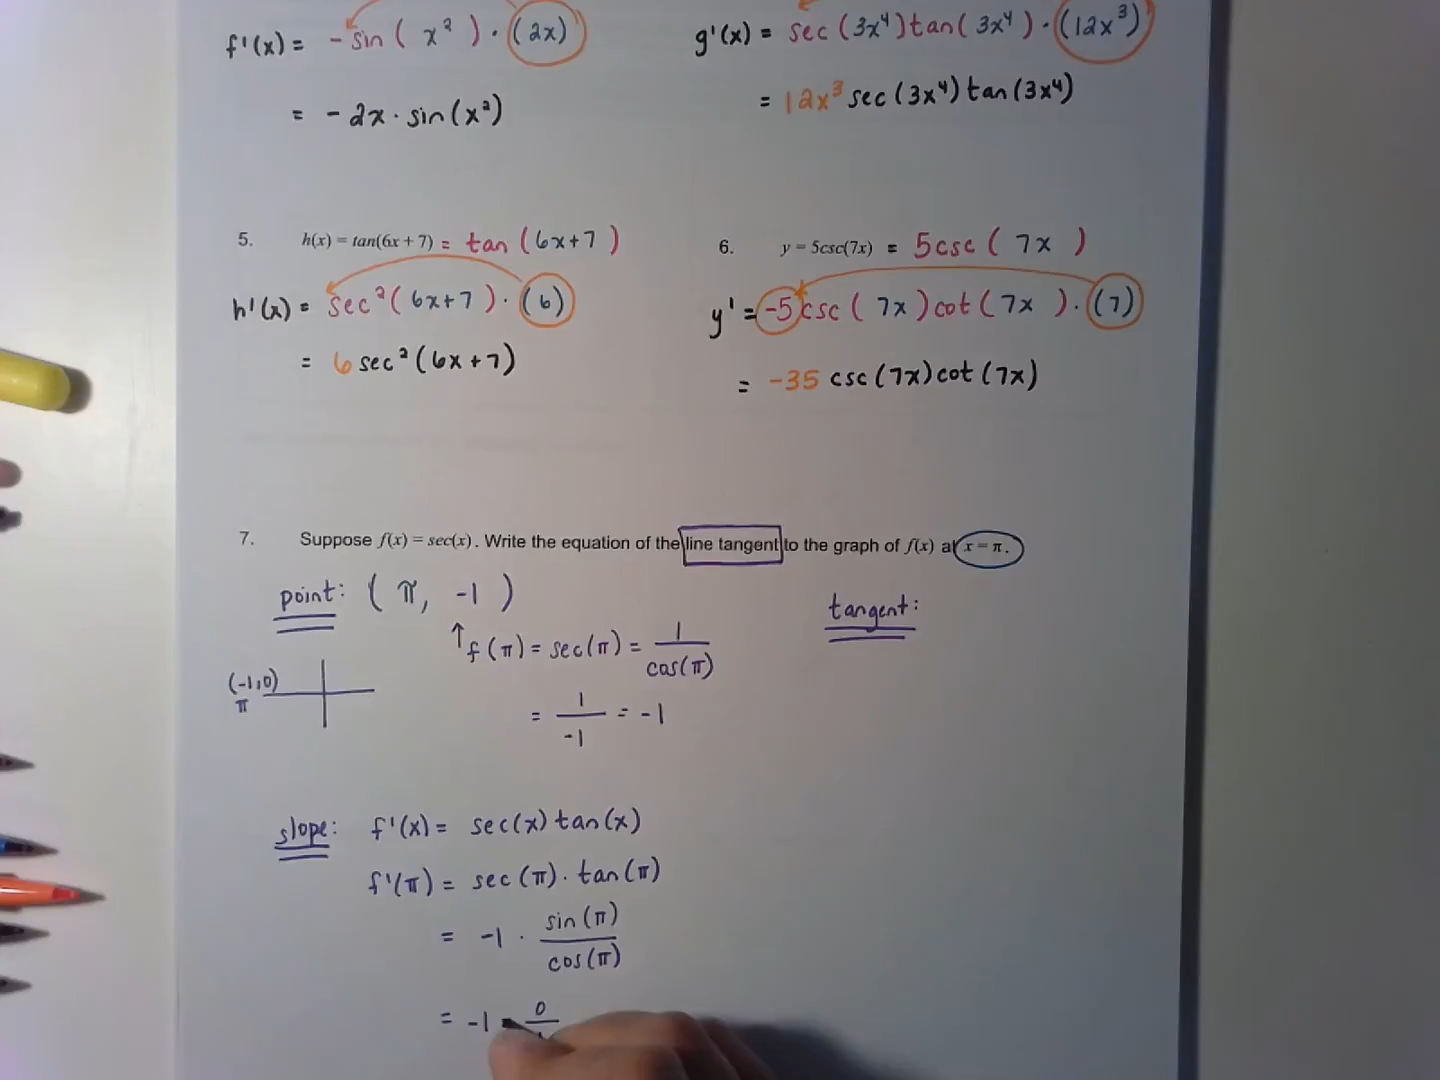 f'(x) = -sin( x² ) · (2x)
= -2x · sin(x²)
g'(x) = sec(3x⁴)tan(3x⁴) · (12x³)
= 12x³ sec(3x⁴)tan(3x⁴)
5. h(x) = tan(6x + 7) = tan(6x+7)
h'(x) = sec²(6x+7) · (6)
= 6 sec²(6x+7)
6. y = 5csc(7x) = 5csc( 7x )
y' = -5csc( 7x )cot( 7x ) · (7)
= -35 csc(7x)cot(7x)
7. Suppose f(x) = sec(x). Write the equation of the line tangent to the graph of f(x) at x = π.
point: ( π, -1 )
↑ f(π) = sec(π) = 1/cos(π)
= 1/-1 = -1
(-1,0)
π
slope: f'(x) = sec(x)tan(x)
f'(π) = sec(π) · tan(π)
= -1 · sin(π)/cos(π)
= -1 · 0/
tangent: